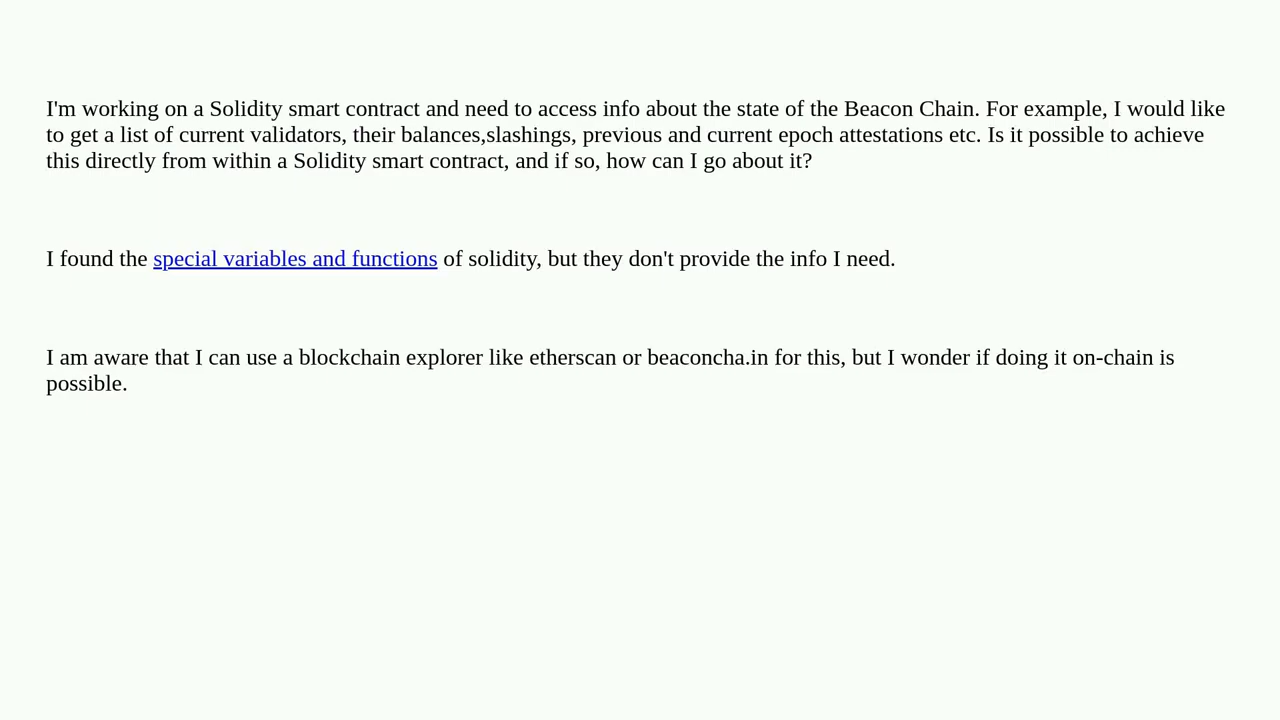 I'm working on a Solidity smart contract and need to access info about the state of the Beacon Chain. For example, I would like
to get a list of current validators, their balances,slashings, previous and current epoch attestations etc. Is it possible to achieve
this directly from within a Solidity smart contract, and if so, how can I go about it?
I found the special variables and functions of solidity, but they don't provide the info I need.
I am aware that I can use a blockchain explorer like etherscan or beaconcha.in for this, but I wonder if doing it on-chain is
possible.